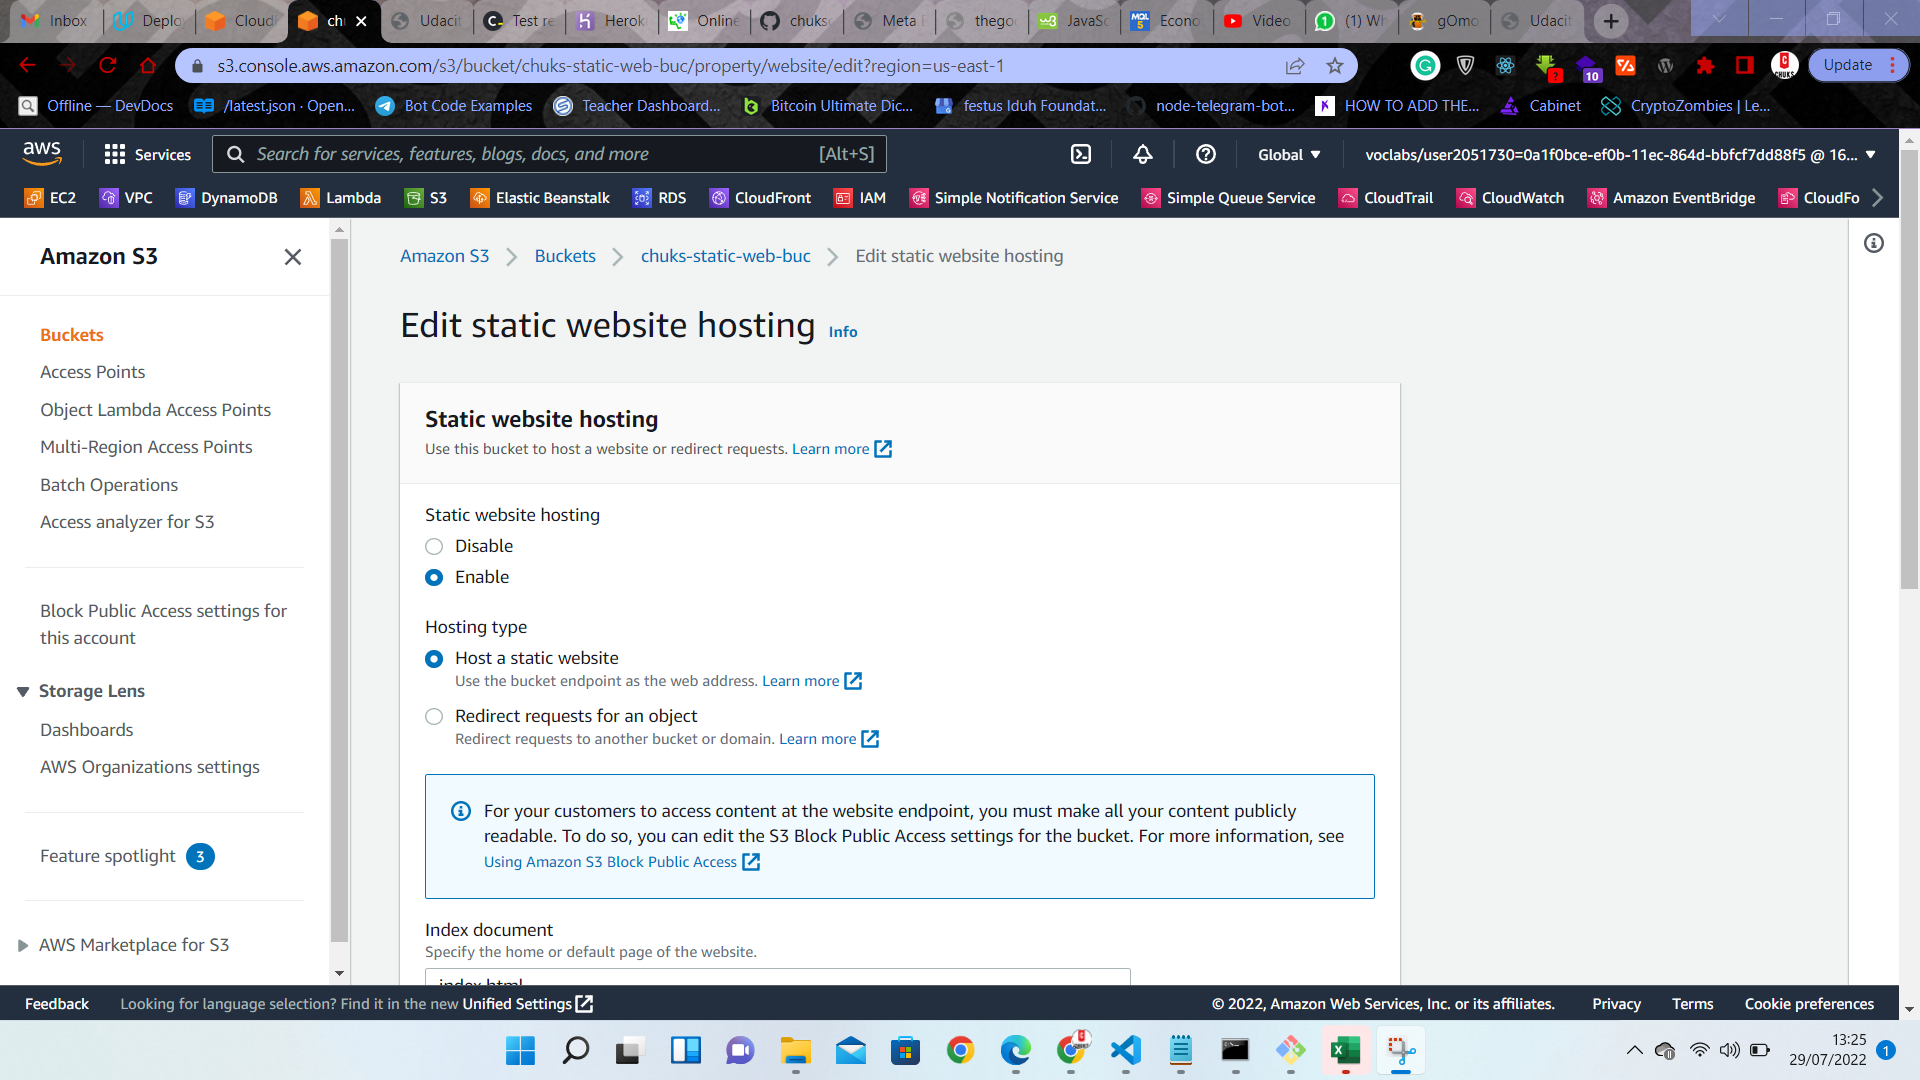 Inbox
Deplo
Cloud
ch
Udacit
Test re
Herok
Online
chuks
Meta
thego
JavaSc
Econo
Video
(1) Wh
gOmo
Udacit
s3.console.aws.amazon.com/s3/bucket/chuks-static-web-buc/property/website/edit?region=us-east-1
Update
Offline — DevDocs
/latest.json · Open...
Bot Code Examples
Teacher Dashboard...
Bitcoin Ultimate Dic...
festus Iduh Foundat...
node-telegram-bot...
HOW TO ADD THE...
Cabinet
CryptoZombies | Le...
aws
Services
Search for services, features, blogs, docs, and more
[Alt+S]
Global
voclabs/user2051730=0a1f0bce-ef0b-11ec-864d-bbfcf7dd88f5 @ 16...
EC2
VPC
DynamoDB
Lambda
S3
Elastic Beanstalk
RDS
CloudFront
IAM
Simple Notification Service
Simple Queue Service
CloudTrail
CloudWatch
Amazon EventBridge
CloudFo
Amazon S3
Buckets
Access Points
Object Lambda Access Points
Multi-Region Access Points
Batch Operations
Access analyzer for S3
Block Public Access settings for
this account
Storage Lens
Dashboards
AWS Organizations settings
Feature spotlight 3
AWS Marketplace for S3
Amazon S3
Buckets
chuks-static-web-buc
Edit static website hosting
Edit static website hosting Info
Static website hosting
Use this bucket to host a website or redirect requests. Learn more
Static website hosting
Disable
Enable
Hosting type
Host a static website
Use the bucket endpoint as the web address. Learn more
Redirect requests for an object
Redirect requests to another bucket or domain. Learn more
For your customers to access content at the website endpoint, you must make all your content publicly
readable. To do so, you can edit the S3 Block Public Access settings for the bucket. For more information, see
Using Amazon S3 Block Public Access
Index document
Specify the home or default page of the website.
index.html
Feedback
Looking for language selection? Find it in the new Unified Settings
© 2022, Amazon Web Services, Inc. or its affiliates.
Privacy
Terms
Cookie preferences
13:25
29/07/2022
1